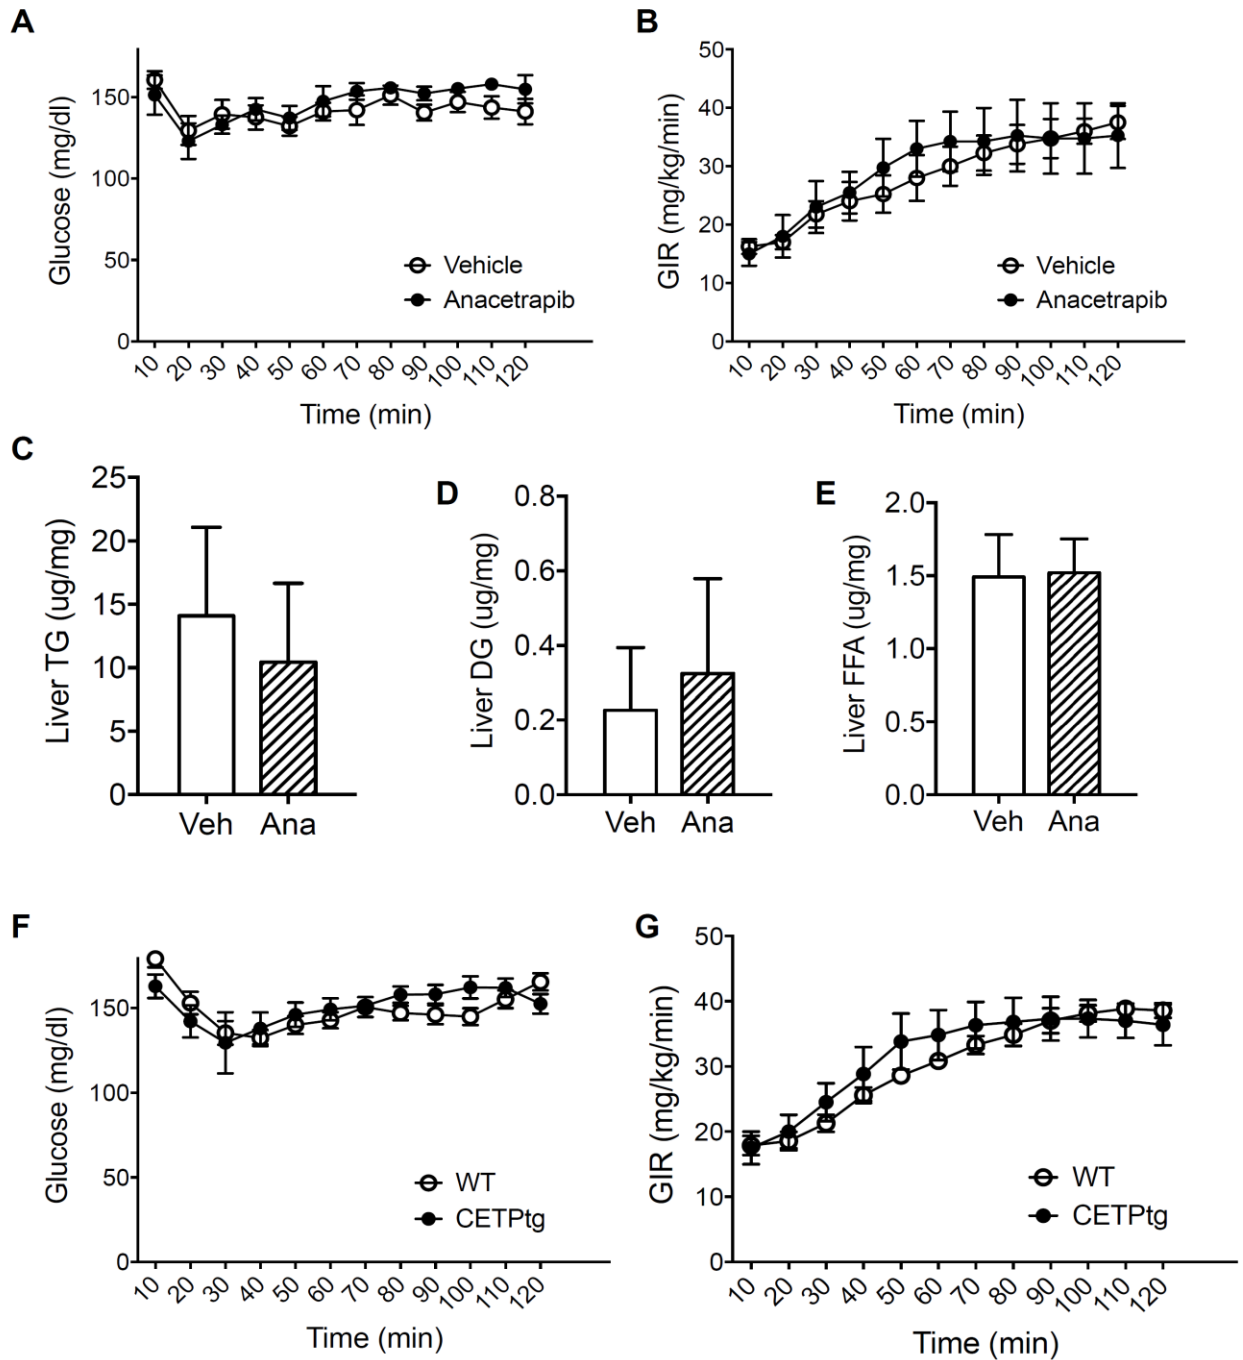 A
Glucose (mg/dl)
150
100
50
0
Vehicle
Anacetrapib
10 20 30 40 50 60 70 80 90 100 110 120
Time (min)
B
GIR (mg/kg/min)
50
40
30
20
10
0
Vehicle
Anacetrapib
10 20 30 40 50 60 70 80 90 100 110 120
Time (min)
C
Liver TG (ug/mg)
25
20
15
10
5
0
Veh Ana
D
Liver DG (ug/mg)
0.8
0.6
0.4
0.2
0.0
Veh Ana
E
Liver FFA (ug/mg)
2.0
1.5
1.0
0.5
0.0
Veh Ana
F
Glucose (mg/dl)
150
100
50
0
WT
CETPtg
10 20 30 40 50 60 70 80 90 100 110 120
Time (min)
G
GIR (mg/kg/min)
50
40
30
20
10
0
WT
CETPtg
10 20 30 40 50 60 70 80 90 100 110 120
Time (min)